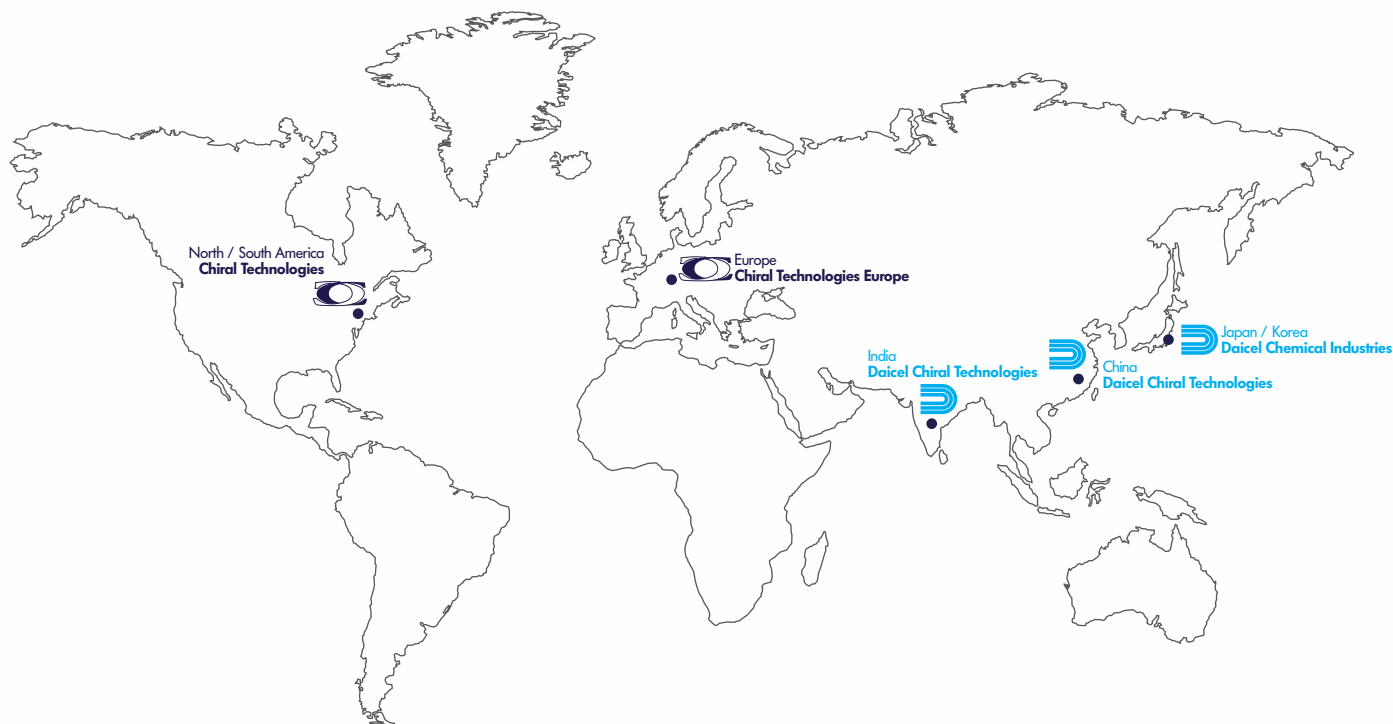 North / South America
Chiral Technologies
Europe
Chiral Technologies Europe
India
Daicel Chiral Technologies
China
Daicel Chiral Technologies
Japan / Korea
Daicel Chemical Industries